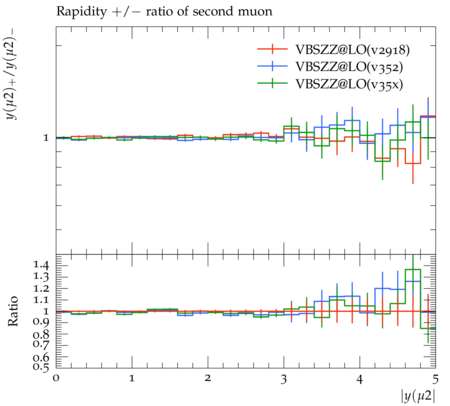 Rapidity +/− ratio of second muon
y(μ2)+/y(μ2)−
VBSZZ@LO(v2918)
VBSZZ@LO(v352)
VBSZZ@LO(v35x)
1
Ratio
1.4
1.3
1.2
1.1
1
0.9
0.8
0.7
0.6
0.5
0 1 2 3 4 5
|y(μ2|